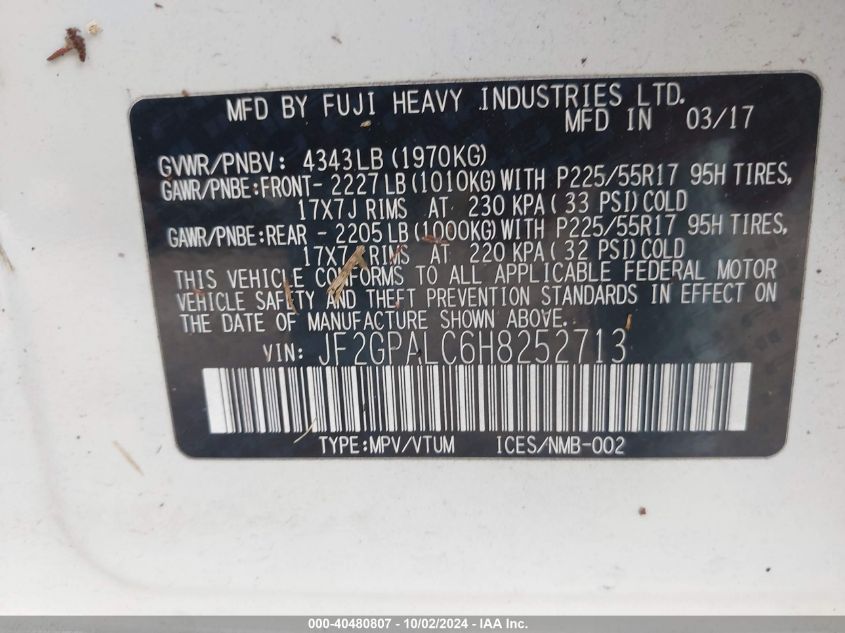 MFD BY FUJI HEAVY INDUSTRIES LTD.
MFD IN 03/17
GVWR/PNBV: 4343LB (1970KG)
GAWR/PNBE:FRONT- 2227LB (1010KG) WITH P225/55R17 95H TIRES,
17X7J RIMS AT 230 KPA ( 33 PSI) COLD
GAWR/PNBE:REAR - 2205LB (1000KG) WITH P225/55R17 95H TIRES,
17X7J RIMS AT 220 KPA ( 32 PSI) COLD
THIS VEHICLE CONFORMS TO ALL APPLICABLE FEDERAL MOTOR
VEHICLE SAFETY AND THEFT PREVENTION STANDARDS IN EFFECT ON
THE DATE OF MANUFACTURE SHOWN ABOVE.
VIN: JF2GPALC6H8252713
TYPE:MPV/VTUM ICES/NMB-002
000-40480807 - 10/02/2024 - IAA Inc.